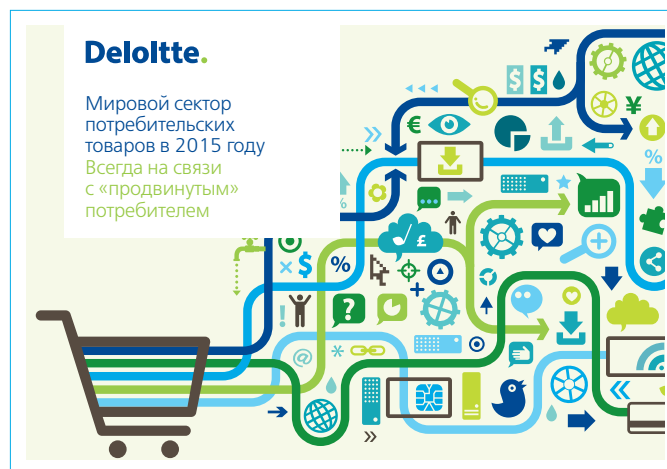 Deloitte.
Мировой сектор
потребительских
товаров в 2015 году
Всегда на связи
с «продвинутым»
потребителем